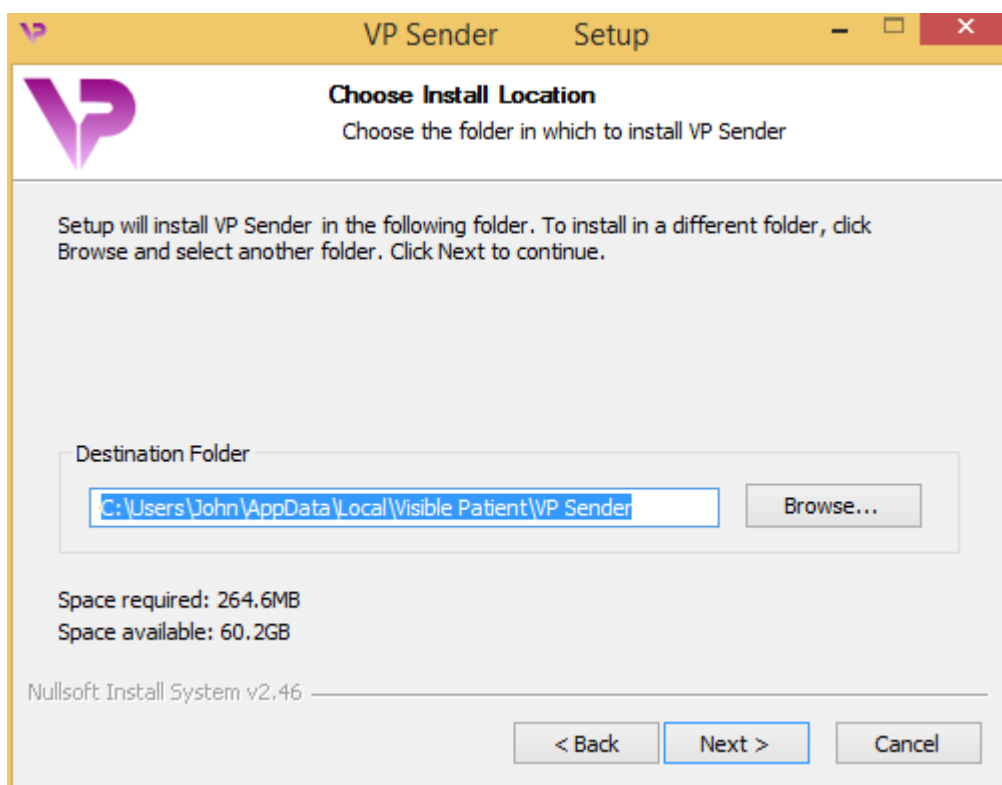 VP Sender Setup
VP
Choose Install Location
Choose the folder in which to install VP Sender
Setup will install VP Sender in the following folder. To install in a different folder, click
Browse and select another folder. Click Next to continue.
Destination Folder
C:\Users\John\AppData\Local\Visible Patient\VP Sender
Browse...
Space required: 264.6MB
Space available: 60.2GB
Nullsoft Install System v2.46
< Back Next > Cancel